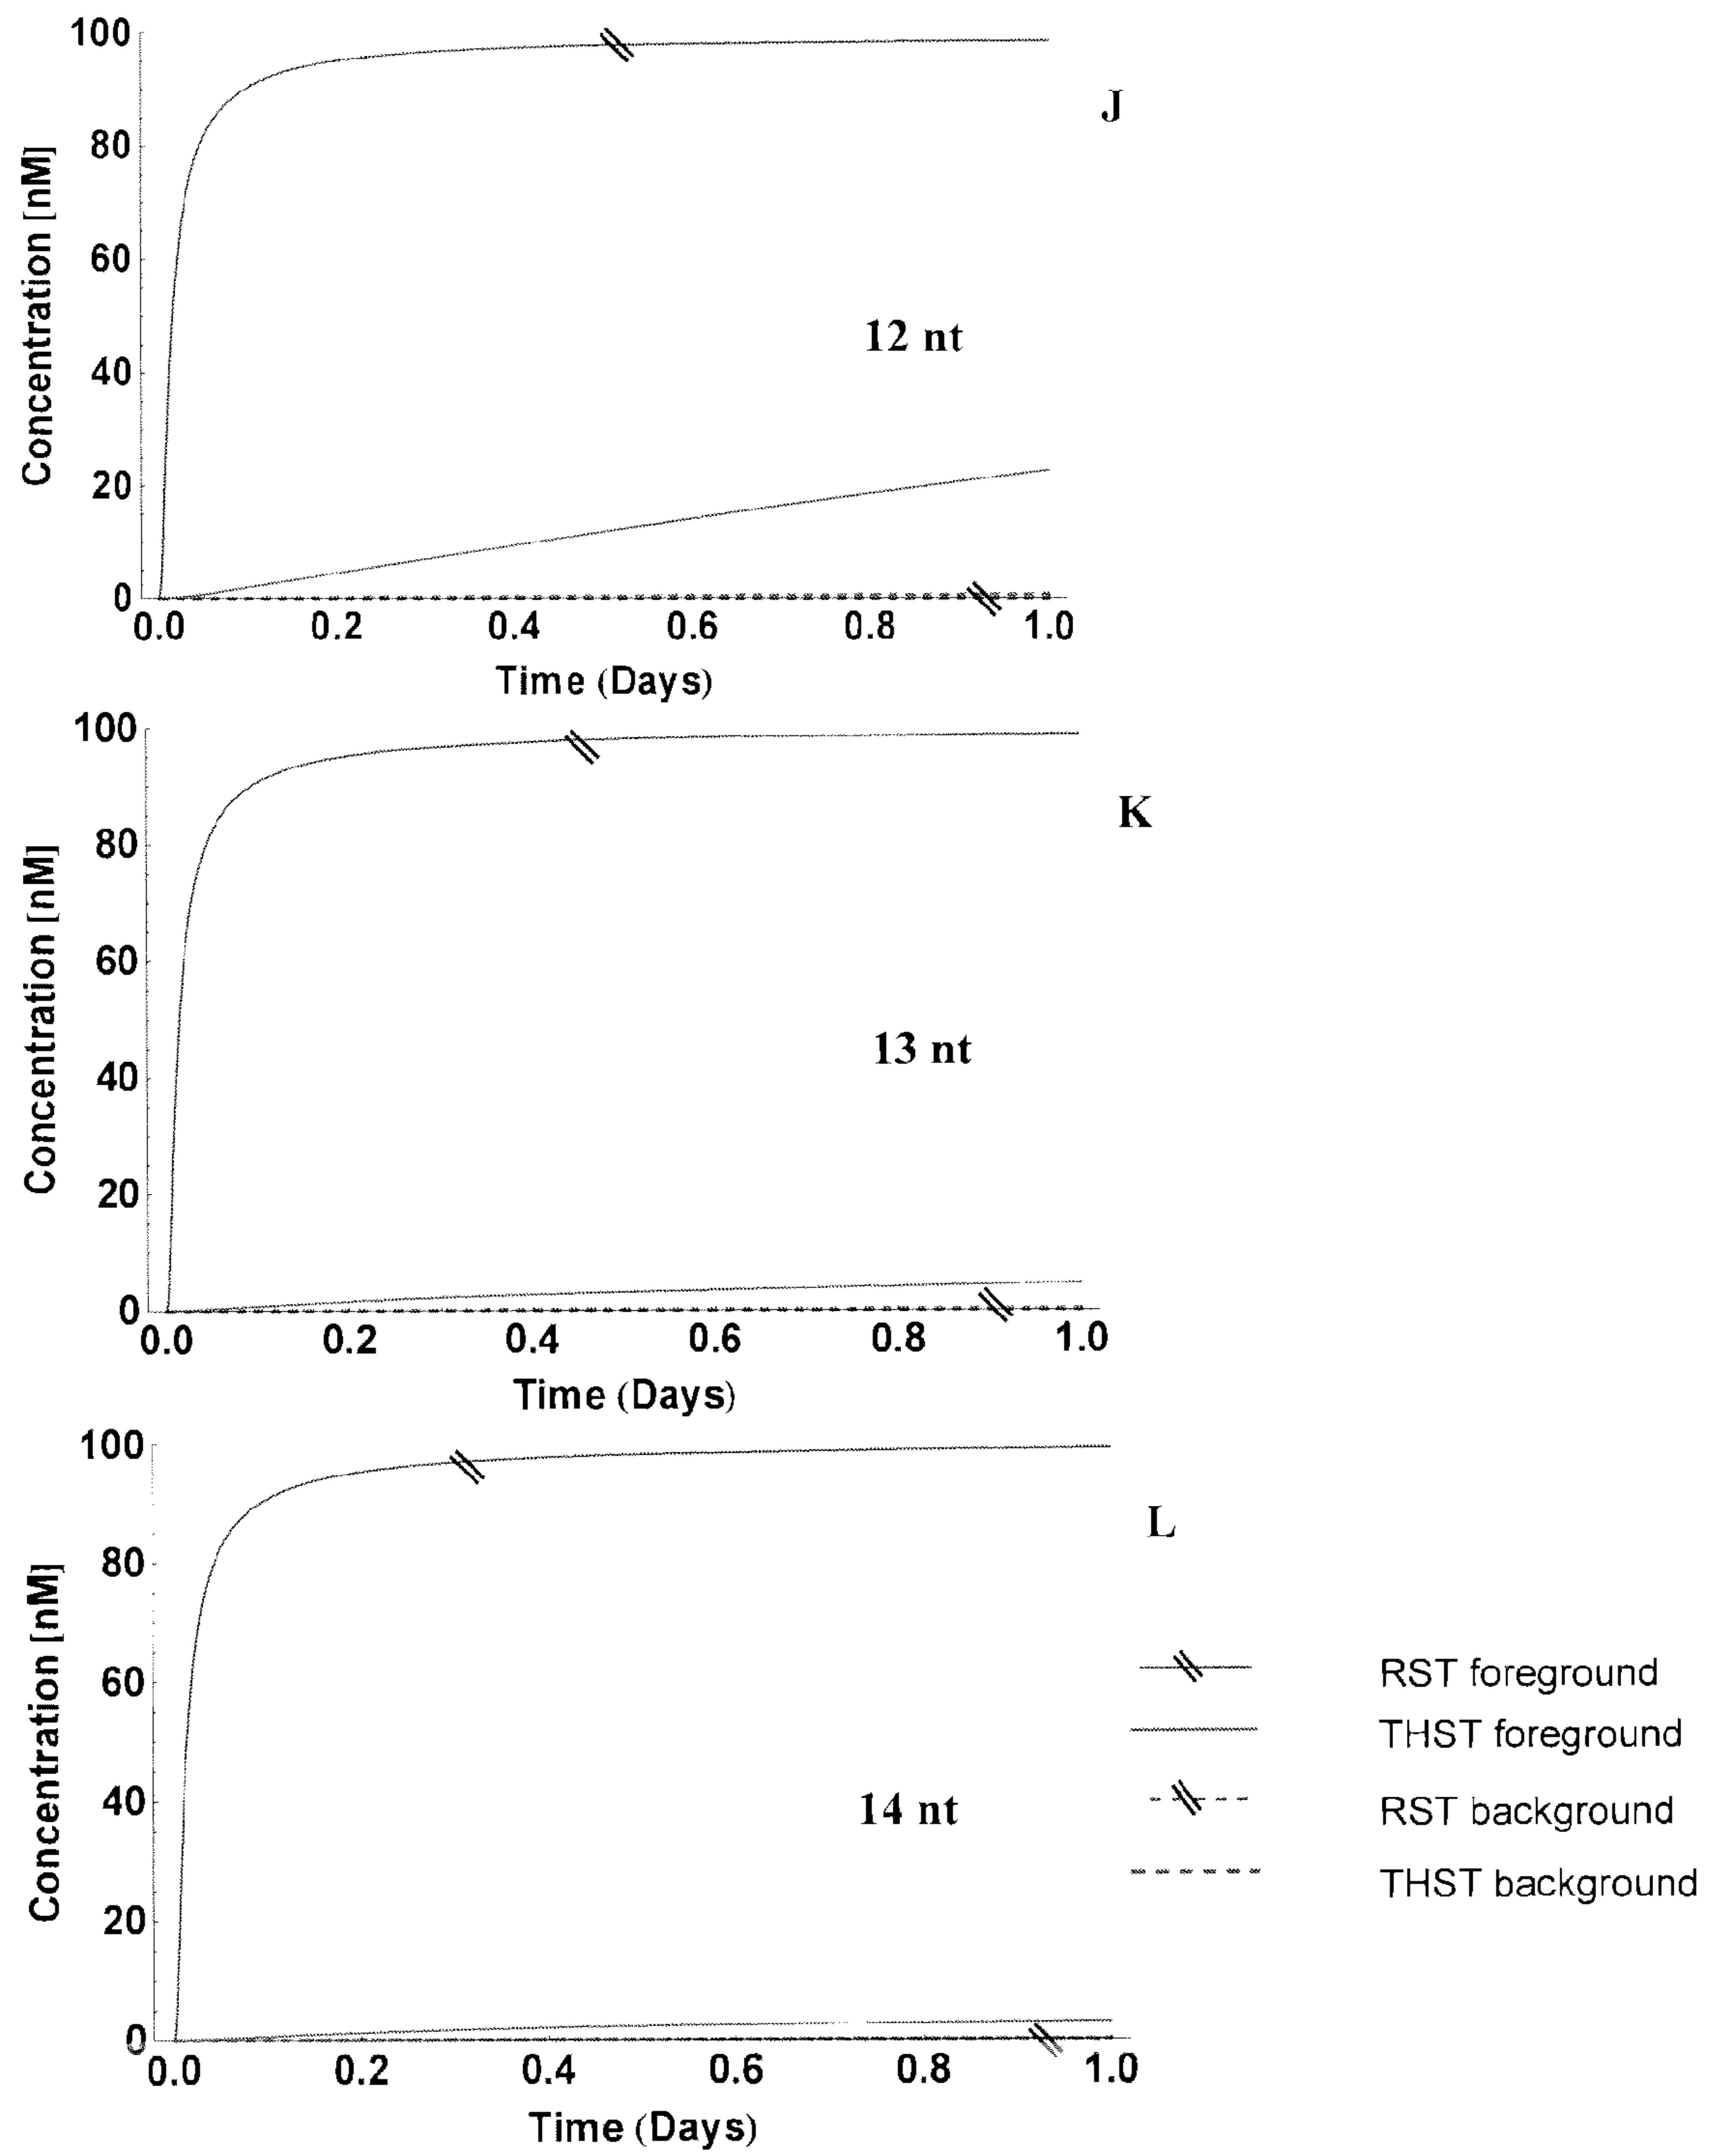 100
80
60
40
20
0
Concentration [nM]
J
12 nt
0.0 0.2 0.4 0.6 0.8 1.0
Time (Days)
100
80
60
40
20
0
Concentration [nM]
K
13 nt
0.0 0.2 0.4 0.6 0.8 1.0
Time (Days)
100
80
60
40
20
0
Concentration [nM]
L
14 nt
0.0 0.2 0.4 0.6 0.8 1.0
Time (Days)
RST foreground
THST foreground
RST background
THST background